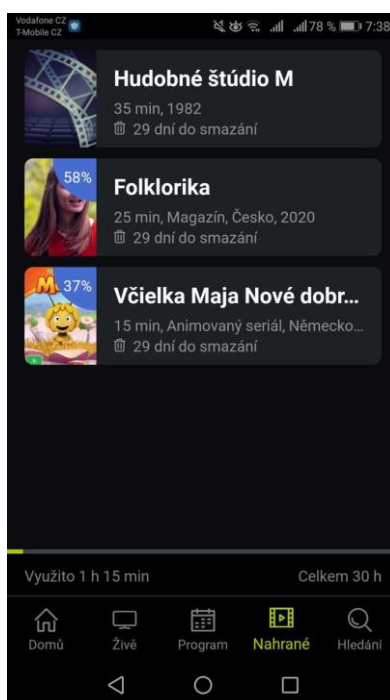 Vodafone CZ
T-Mobile CZ
78 % 7:38
Hudobné štúdio M
35 min, 1982
29 dní do smazání
58%
Folklorika
25 min, Magazín, Česko, 2020
29 dní do smazání
M
37%
Včielka Maja Nové dobr...
15 min, Animovaný seriál, Německo...
29 dní do smazání
Využito 1 h 15 min
Celkem 30 h
Domů
Živě
Program
Nahrané
Hledání